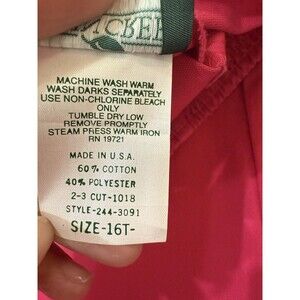 CREE
MACHINE WASH WARM
WASH DARKS SEPARATELY
USE NON-CHLORINE BLEACH
ONLY
TUMBLE DRY LOW
REMOVE PROMPTLY
STEAM PRESS WARM IRON
RN 19721
MADE IN U.S.A.
60% COTTON
40% POLYESTER
2-3 CUT-1018
STYLE-244-3091
SIZE-16T-